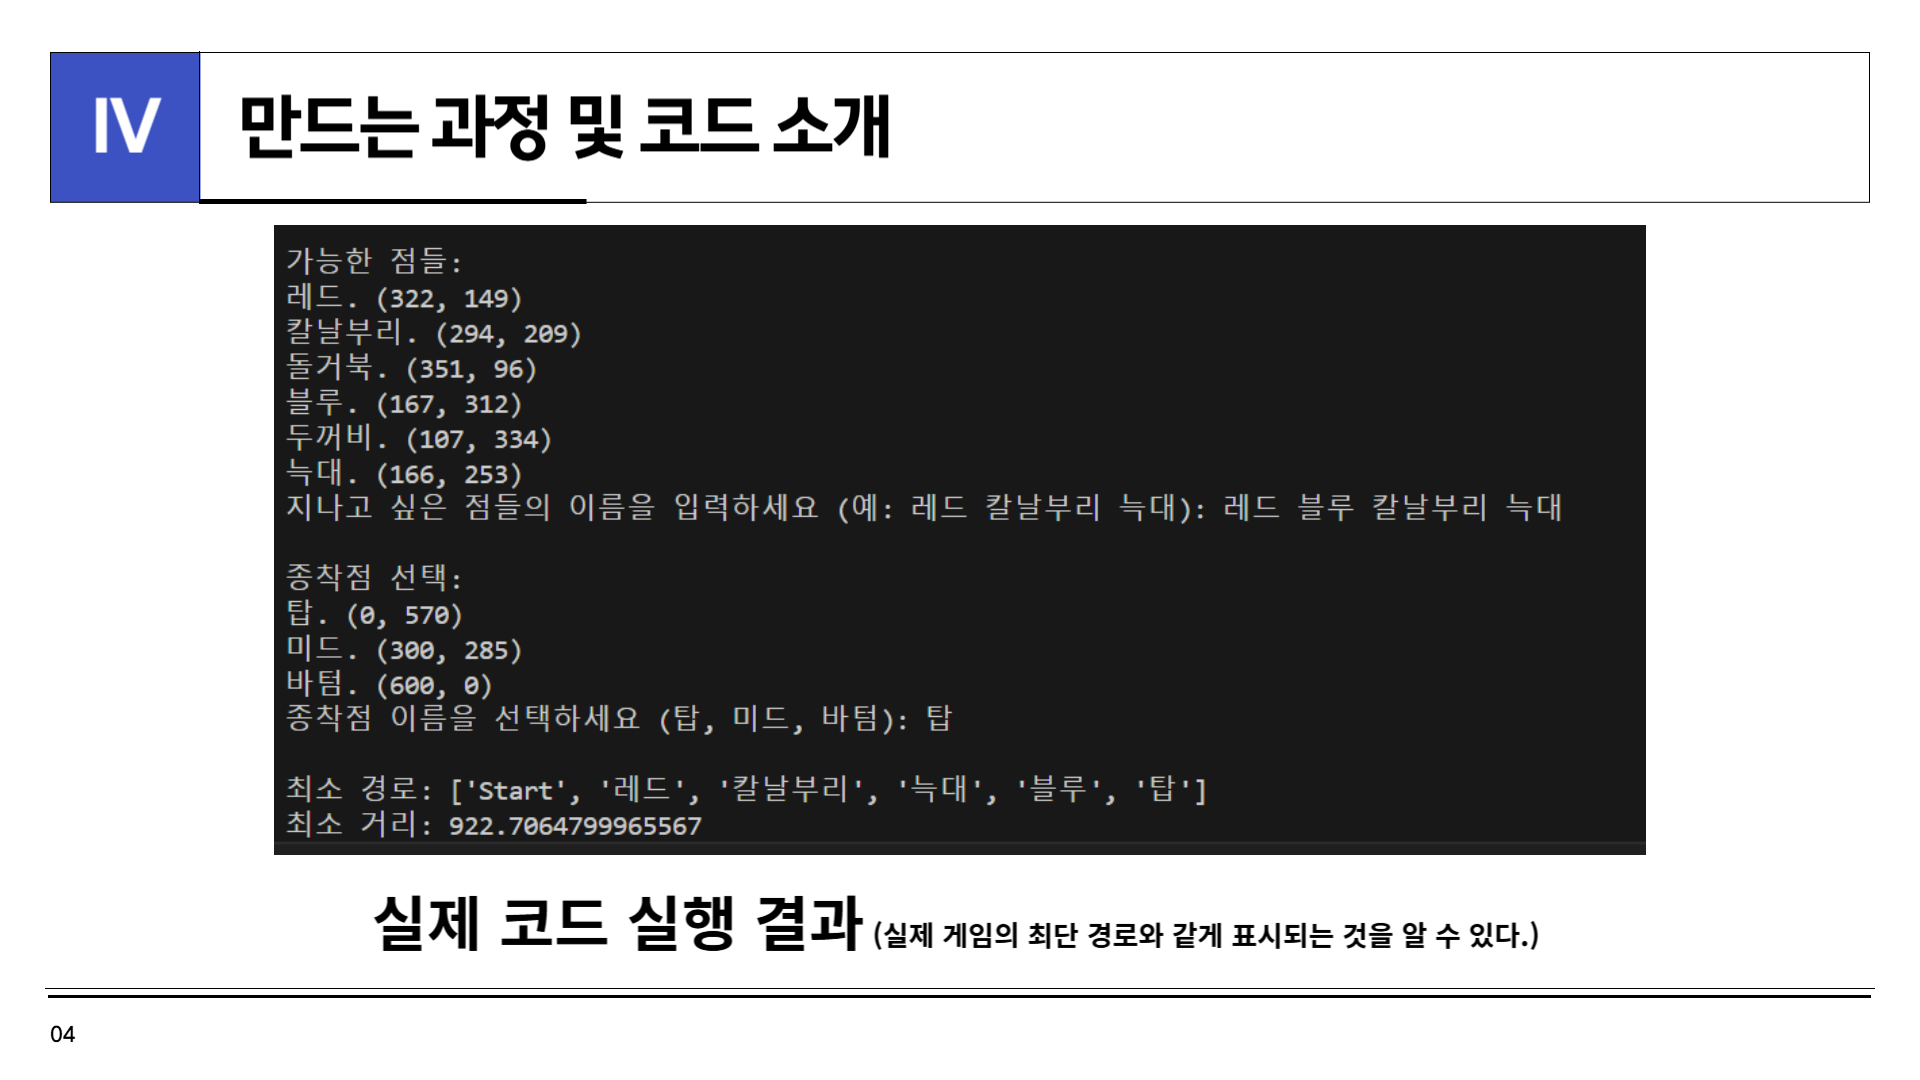 Ⅳ
만드는 과정 및 코드 소개
가능한 점들:
레드. (322, 149)
칼날부리. (294, 209)
돌거북. (351, 96)
블루. (167, 312)
두꺼비. (107, 334)
늑대. (166, 253)
지나고 싶은 점들의 이름을 입력하세요 (예: 레드 칼날부리 늑대): 레드 블루 칼날부리 늑대
종착점 선택:
탑. (0, 570)
미드. (300, 285)
바텀. (600, 0)
종착점 이름을 선택하세요 (탑, 미드, 바텀): 탑
최소 경로: ['Start', '레드', '칼날부리', '늑대', '블루', '탑']
최소 거리: 922.7064799965567
실제 코드 실행 결과 (실제 게임의 최단 경로와 같게 표시되는 것을 알 수 있다.)
04